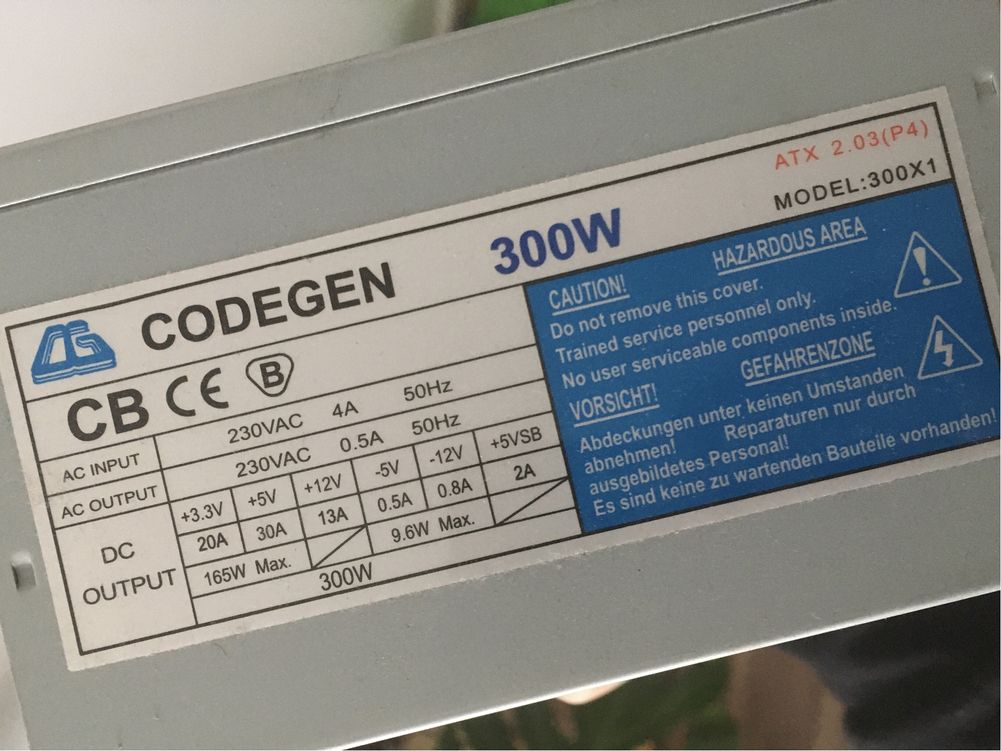 ATX 2.03(P4)
CODEGEN 300W MODEL:300X1
CB CE B
AC INPUT 230VAC 4A 50Hz
AC OUTPUT 230VAC 0.5A 50Hz
DC OUTPUT
+3.3V +5V +12V -5V -12V +5VSB
20A 30A 13A 0.5A 0.8A 2A
165W Max. 9.6W Max.
300W
CAUTION! HAZARDOUS AREA
Do not remove this cover.
Trained service personnel only.
No user serviceable components inside.
VORSICHT! GEFAHRENZONE
Abdeckungen unter keinen Umstanden
abnehmen! Reparaturen nur durch
ausgebildetes Personal!
Es sind keine zu wartenden Bauteile vorhanden!